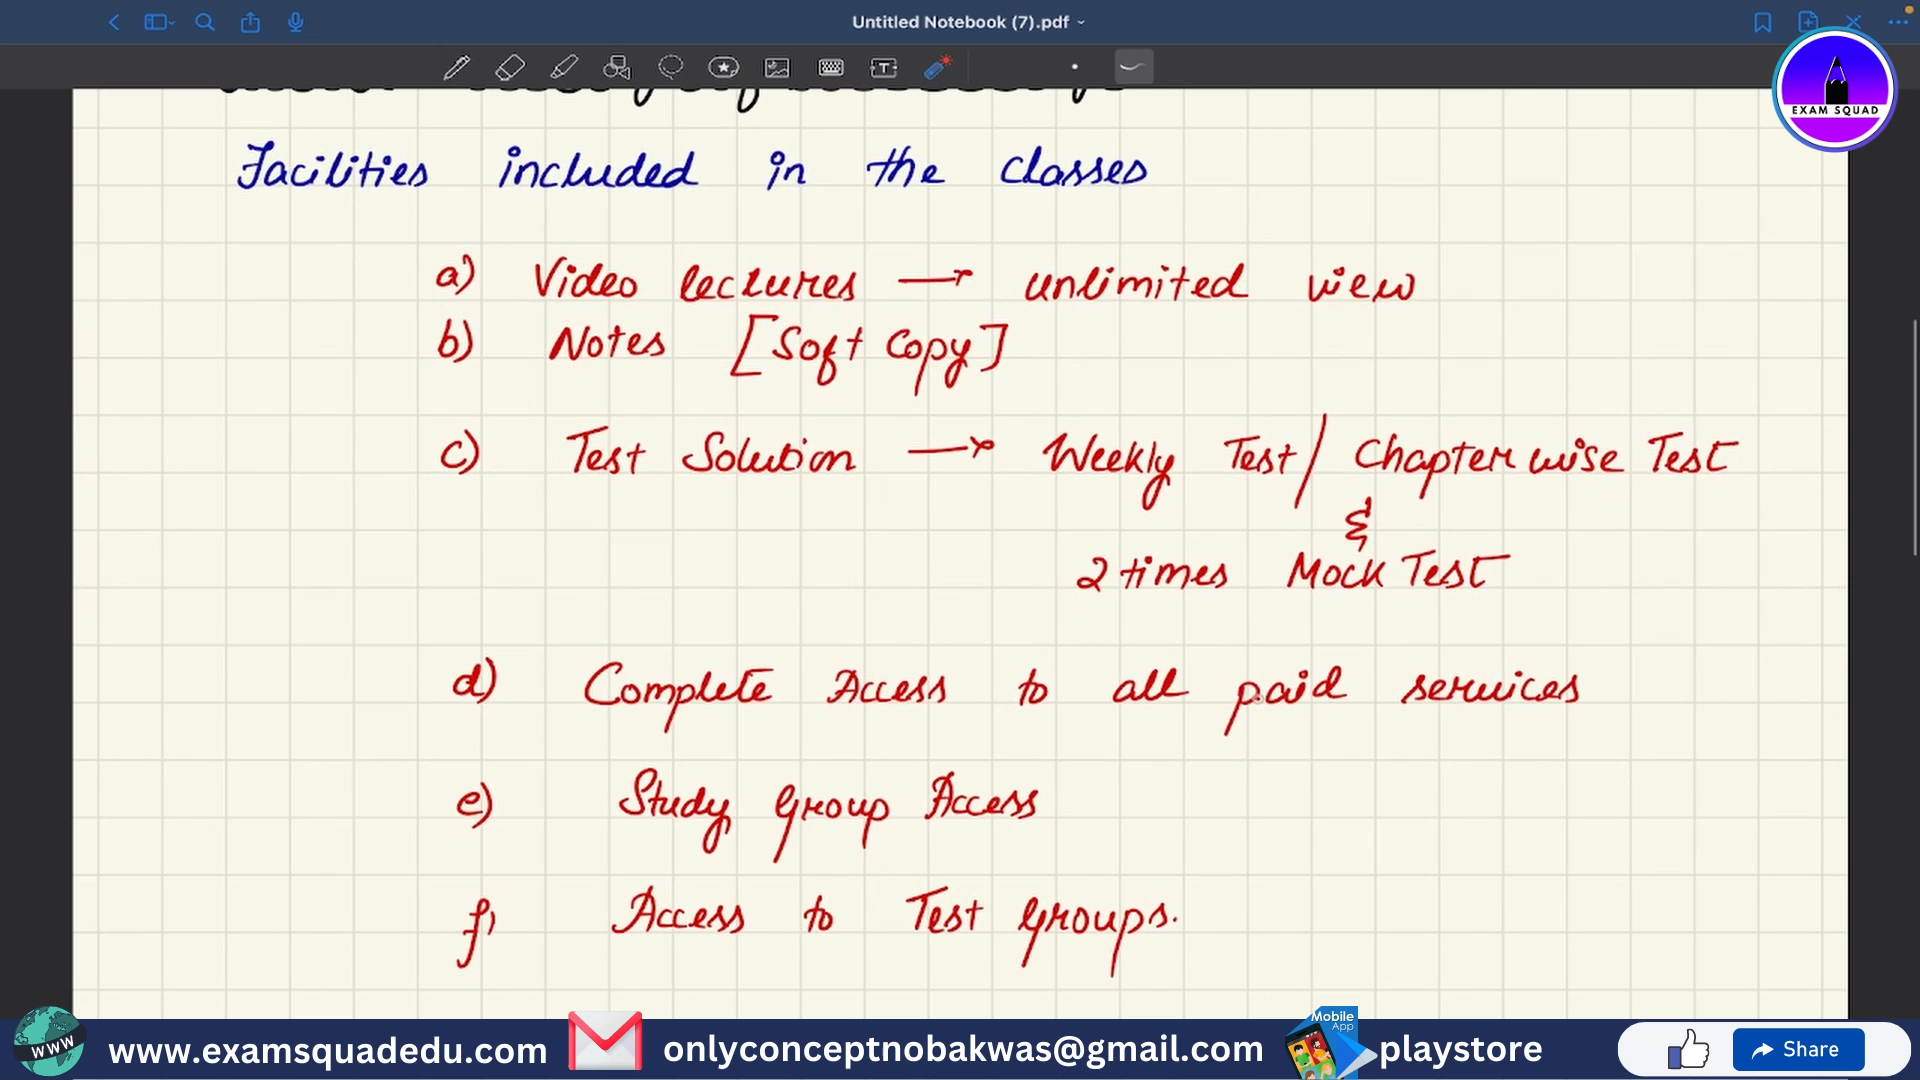 Untitled Notebook (7).pdf
EXAM SQUAD
Facilities included in the classes
a) Video lectures → unlimited view
b) Notes [Soft Copy]
c) Test Solution → Weekly Test/ Chapterwise Test
&
2 times Mock Test
d) Complete Access to all paid services
e) Study Group Access
f) Access to Test Groups.
www.examsquadedu.com
onlyconceptnobakwas@gmail.com
Mobile App
playstore
Share
WWW